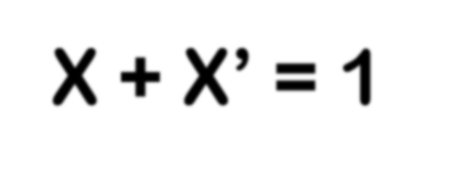 X + X’ = 1